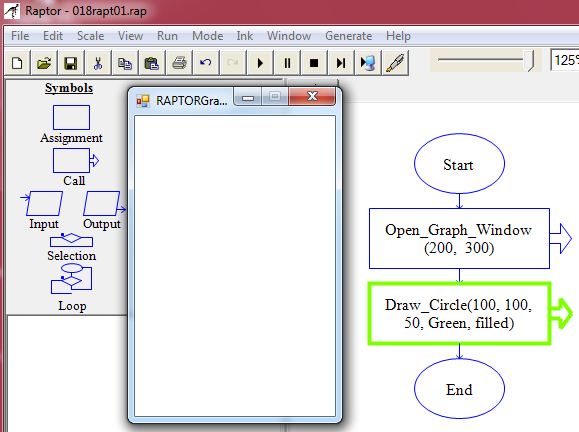 Raptor - 018rapt01.rap
File Edit Scale View Run Mode Ink Window Generate Help
125%
Symbols
Assignment
Call
Input Output
Selection
Loop
RAPTORGra...
Start
Open_Graph_Window
(200, 300)
Draw_Circle(100, 100,
50, Green, filled)
End